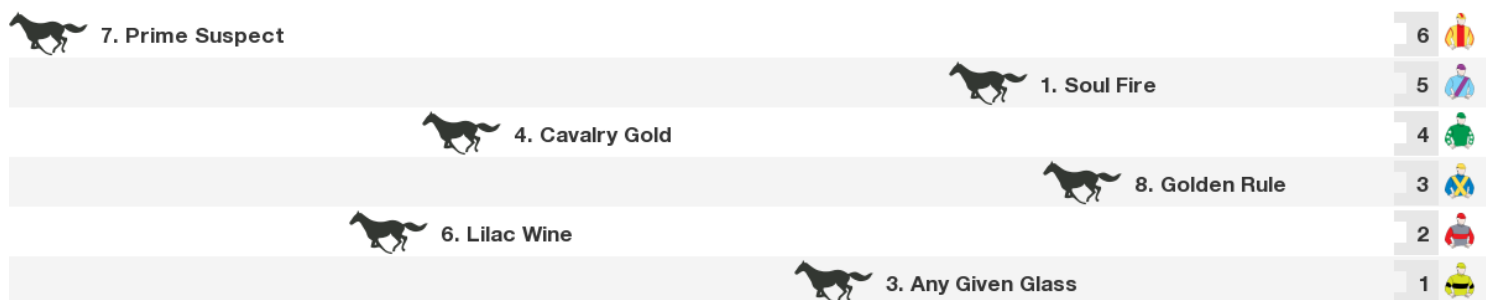 7. Prime Suspect 6
1. Soul Fire 5
4. Cavalry Gold 4
8. Golden Rule 3
6. Lilac Wine 2
3. Any Given Glass 1